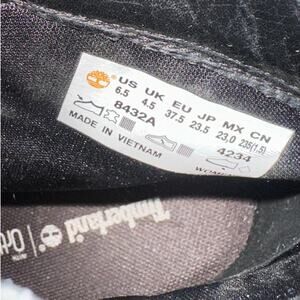 US UK EU JP MX CN
6.5 4.5 37.5 23.5 23,0 235(1.5)
8432A 4234
MADE IN VIETNAM
Timberland
WITH